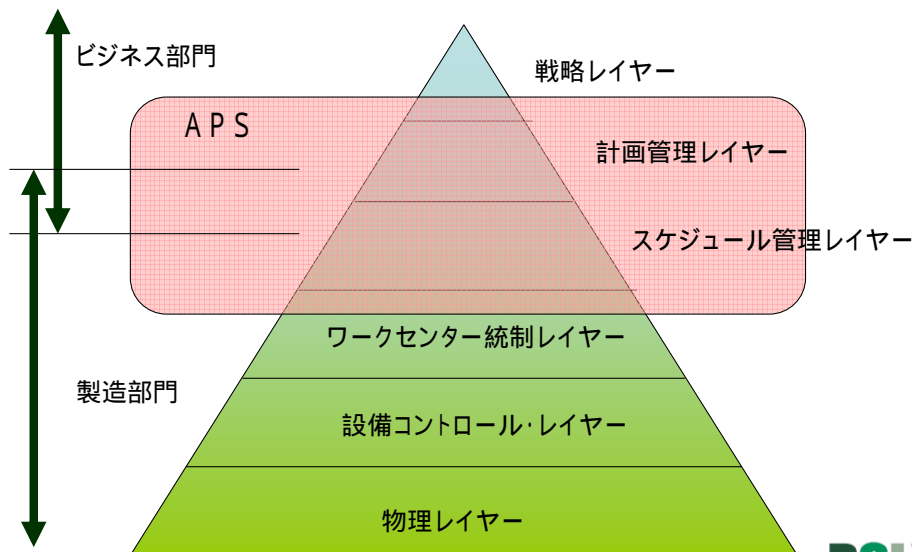 ビジネス部門
戦略レイヤー
APS
計画管理レイヤー
スケジュール管理レイヤー
ワークセンター統制レイヤー
製造部門
設備コントロール・レイヤー
物理レイヤー